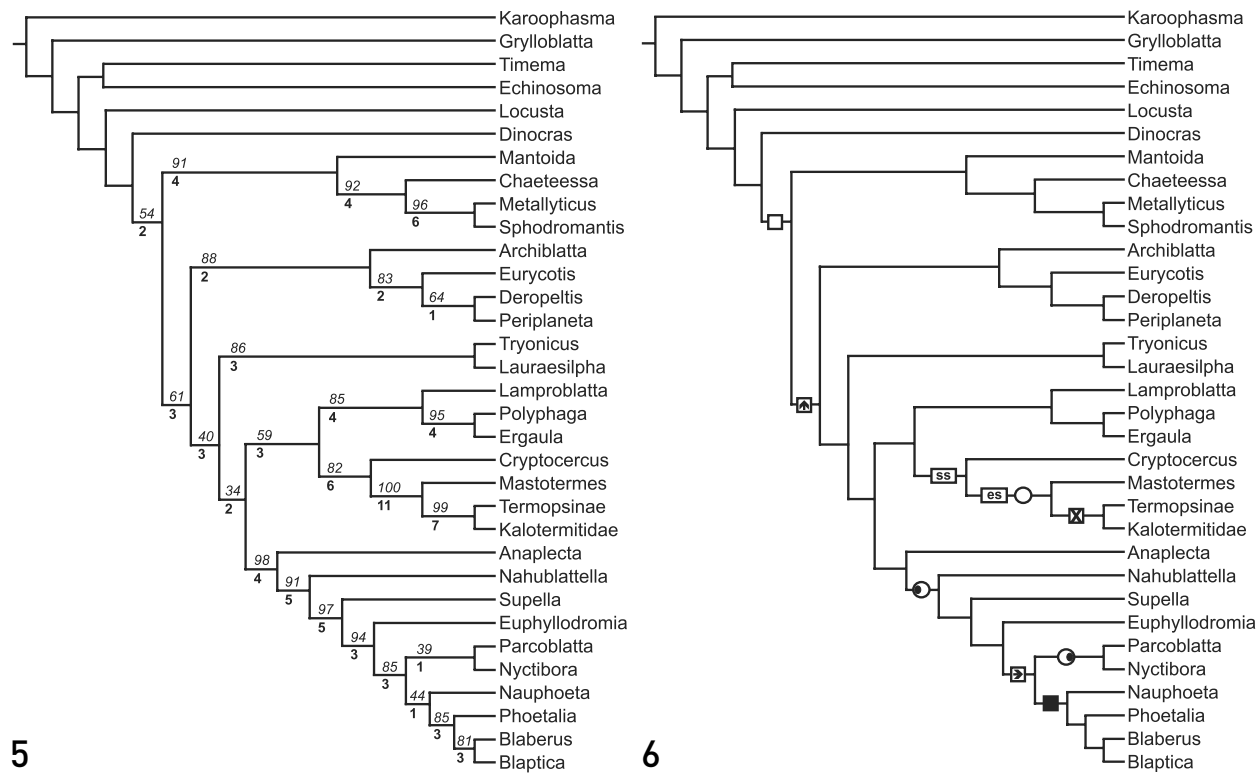 Karoophasma
Grylloblatta
Timema
Echinosoma
Locusta
Dinocras
91
Mantoida
4
92
Chaeteessa
4
96
Metallyticus
54
6
Sphodromantis
2
88
Archiblatta
2
83
Eurycotis
2
64
Deropeltis
1
Periplaneta
86
Tryonicus
3
Lauraesilpha
61
85
Lamproblatta
3
4
95
Polyphaga
40
59
4
Ergaula
3
3
82
Cryptocercus
6
100
Mastotermes
34
11
99
Termopsinae
2
7
Kalotermitidae
98
Anaplecta
4
91
Nahublattella
5
97
Supella
5
94
Euphyllodromia
3
39
Parcoblatta
85
1
Nyctibora
3
44
Nauphoeta
1
85
Phoetalia
3
81
Blaberus
3
Blaptica
5
Karoophasma
Grylloblatta
Timema
Echinosoma
Locusta
Dinocras
Mantoida
Chaeteessa
Metallyticus
Sphodromantis
Archiblatta
Eurycotis
Deropeltis
Periplaneta
Tryonicus
Lauraesilpha
Lamproblatta
Polyphaga
Ergaula
Cryptocercus
ss
Mastotermes
es
Termopsinae
Kalotermitidae
Anaplecta
Nahublattella
Supella
Euphyllodromia
Parcoblatta
Nyctibora
Nauphoeta
Phoetalia
Blaberus
Blaptica
6